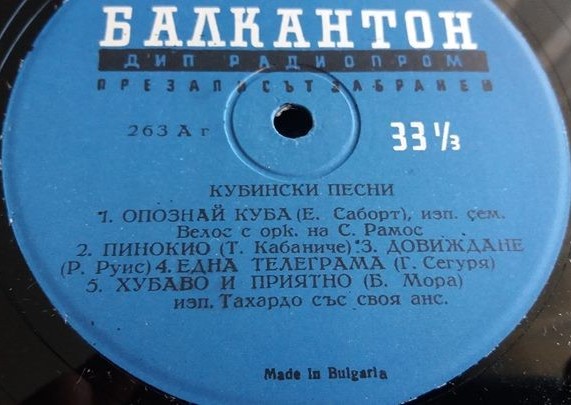 БАЛКАНТОН
ДИП РАДИОПРОМ
ПРЕЗАПИСЪТ ЗАБРАНЕН
263 А г
33 1/3
КУБИНСКИ ПЕСНИ
1. ОПОЗНАЙ КУБА (Е. Саборт), изп. сем.
Велос с орк. на С. Рамос
2. ПИНОКИО (Т. Кабаниче) 3. ДОВИЖДАНЕ
(Р. Руис) 4. ЕДНА ТЕЛЕГРАМА (Г. Сегуря)
5. ХУБАВО И ПРИЯТНО (Б. Мора)
изп. Тахардо със своя анс.
Made in Bulgaria